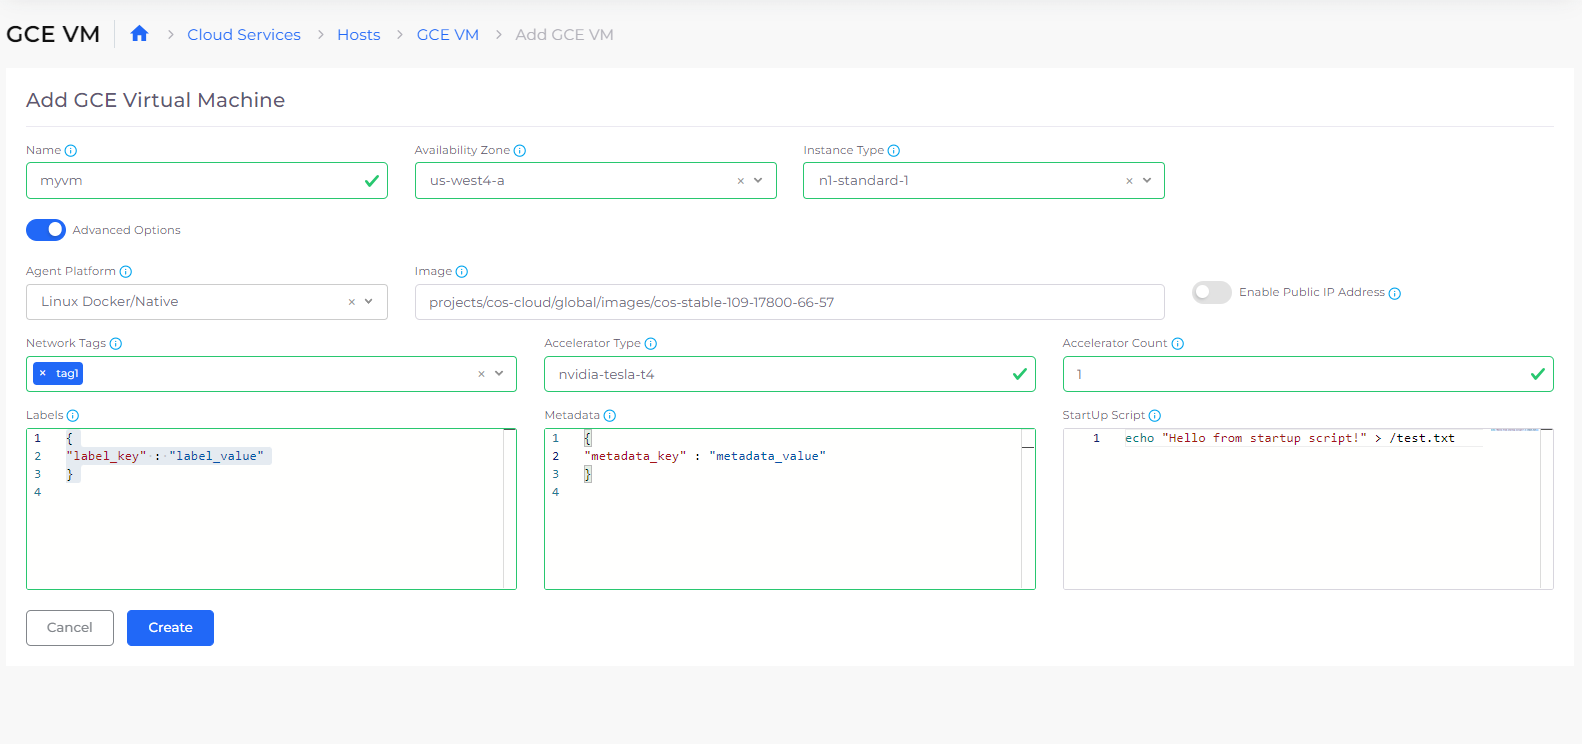 GCE VM
Cloud Services > Hosts > GCE VM > Add GCE VM
Add GCE Virtual Machine
Name
Availability Zone
Instance Type
myvm
us-west4-a
n1-standard-1
Advanced Options
Agent Platform
Image
Linux Docker/Native
projects/cos-cloud/global/images/cos-stable-109-17800-66-57
Enable Public IP Address
Network Tags
Accelerator Type
Accelerator Count
× tag1
nvidia-tesla-t4
1
Labels
Metadata
StartUp Script
1 {
2 "label_key" : "label_value"
3 }
4
1 {
2 "metadata_key" : "metadata_value"
3 }
4
1 echo "Hello from startup script!" > /test.txt
Cancel
Create